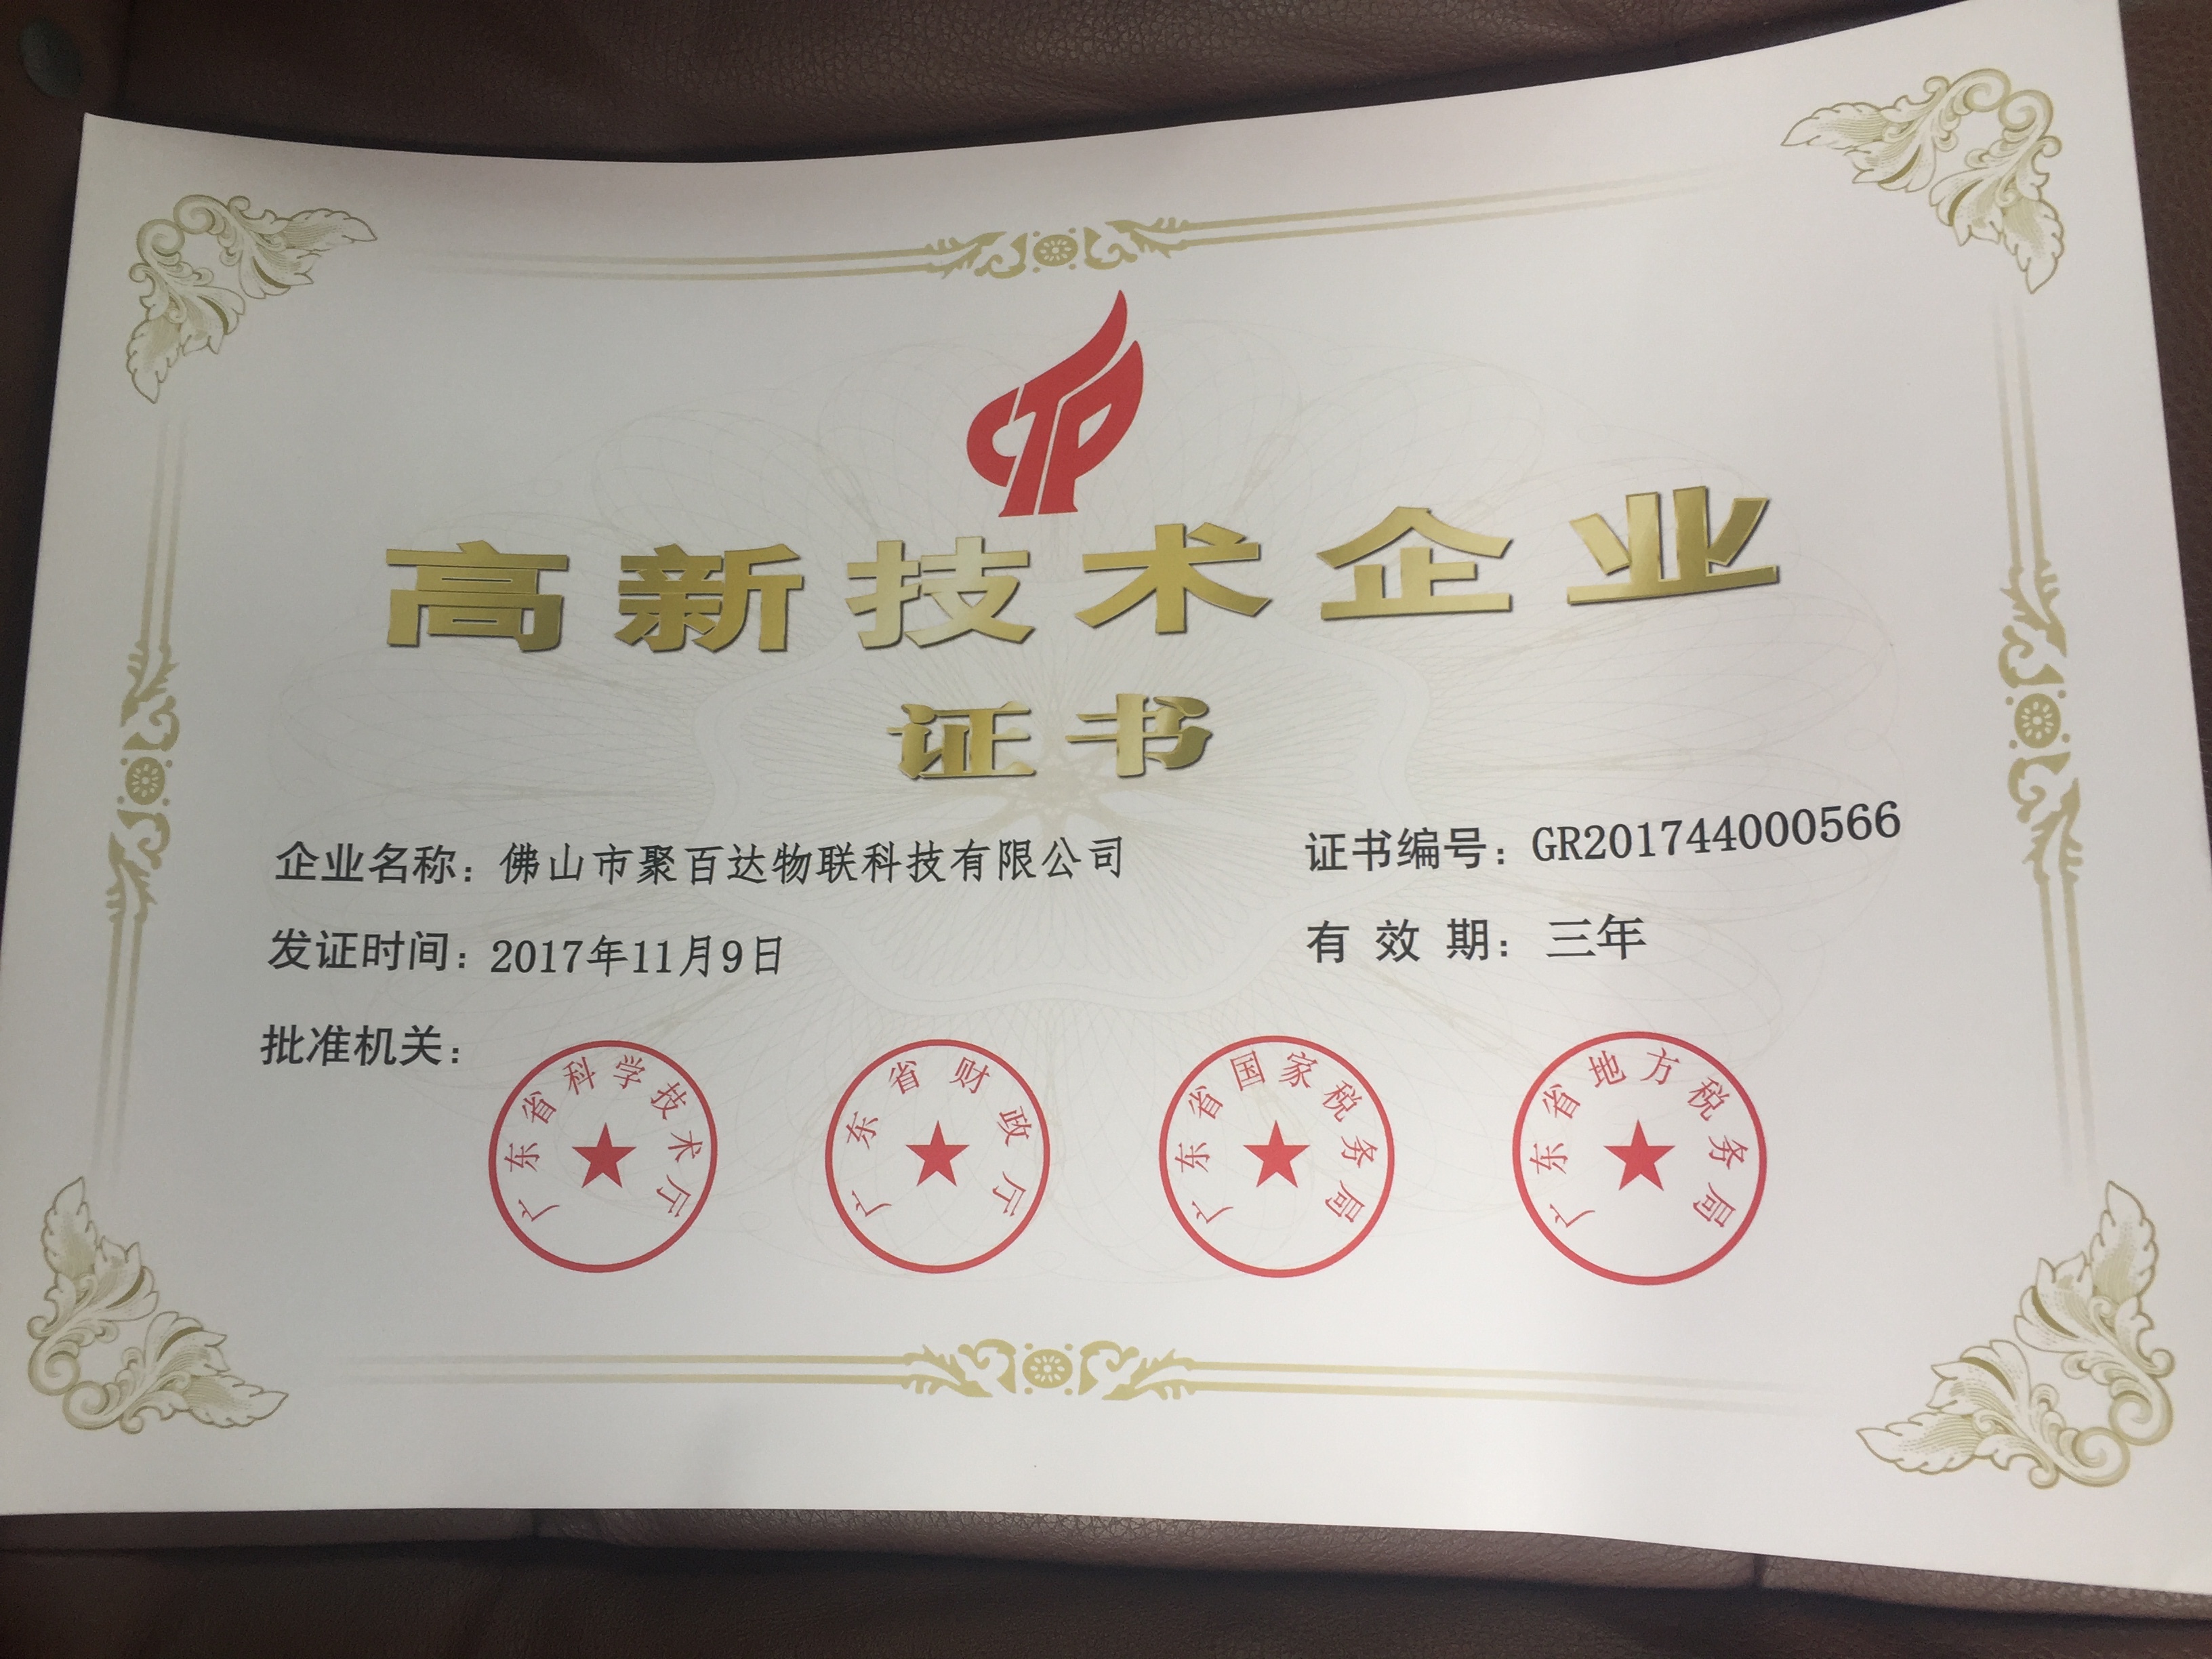 CTP
高新技术企业
证书
企业名称：佛山市聚百达物联科技有限公司
证书编号：GR201744000566
发证时间：2017年11月9日
有效期：三年
批准机关：
广东省科学技术厅
广东省财政厅
广东省国家税务局
广东省地方税务局